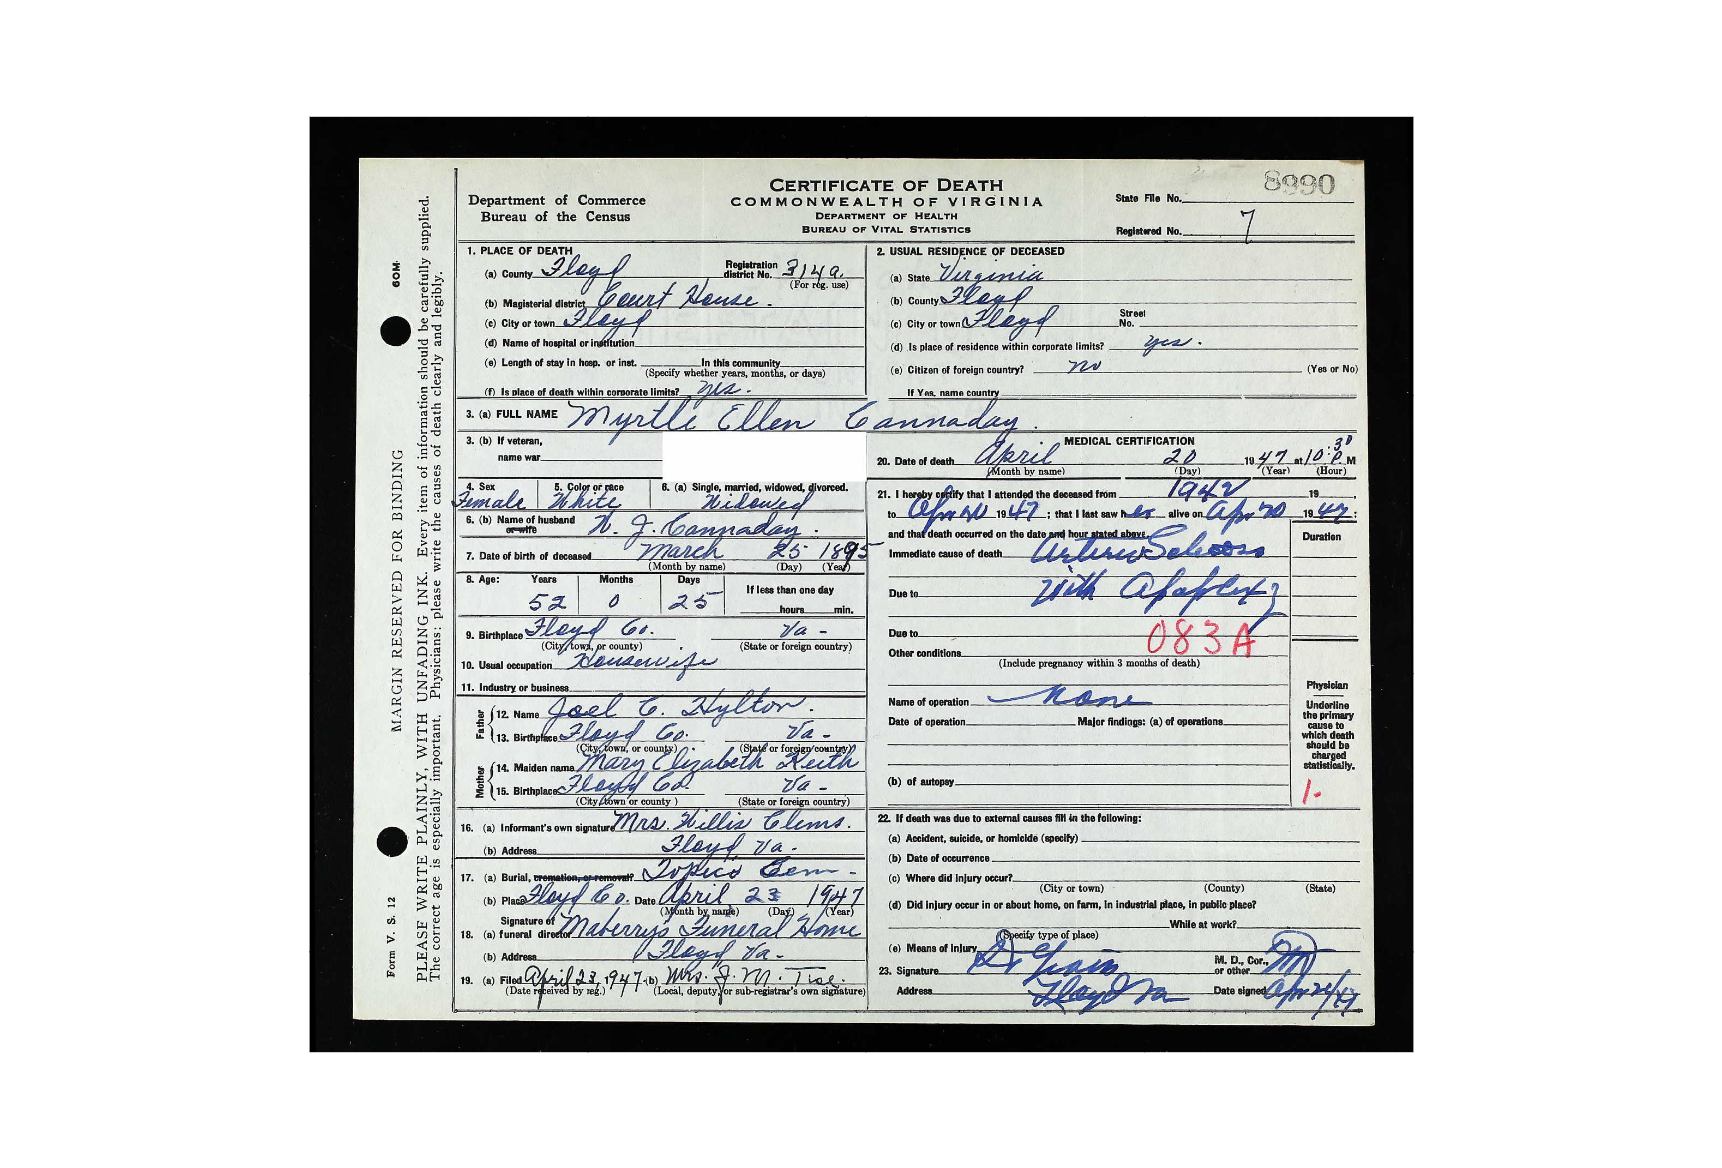 8990
CERTIFICATE OF DEATH
COMMONWEALTH OF VIRGINIA
DEPARTMENT OF HEALTH
BUREAU OF VITAL STATISTICS
Department of Commerce
Bureau of the Census
State File No.
Registered No. 7
1. PLACE OF DEATH
(a) County Floyd Registration district No. 314a.
(For reg. use)
(b) Magisterial district Court House.
(c) City or town Floyd
(d) Name of hospital or institution
(e) Length of stay in hosp. or inst. In this community
(Specify whether years, months, or days)
(f) Is place of death within corporate limits? yes.
2. USUAL RESIDENCE OF DECEASED
(a) State Virginia
(b) County Floyd
(c) City or town Floyd Street No.
(d) Is place of residence within corporate limits? yes.
(e) Citizen of foreign country? no (Yes or No)
If Yes, name country
3. (a) FULL NAME Myrtle Ellen Cannaday.
3. (b) If veteran,
name war
4. Sex 5. Color or race 6. (a) Single, married, widowed, divorced.
Female White Widowed
6. (b) Name of husband or wife N. J. Cannaday.
7. Date of birth of deceased March 25 1895
(Month by name) (Day) (Year)
8. Age: Years Months Days If less than one day
52 0 25 hours min.
9. Birthplace Floyd Co. Va -
(City, town, or county) (State or foreign country)
10. Usual occupation Housewife
11. Industry or business
Father
12. Name Joel C. Hylton.
13. Birthplace Floyd Co. Va -
(City, town, or county) (State or foreign country)
Mother
14. Maiden name Mary Elizabeth Keith
15. Birthplace Floyd Co. Va -
(City, town or county ) (State or foreign country)
16. (a) Informant's own signature Mrs. Willis Clems.
(b) Address Floyd Va -
17. (a) Burial, cremation, or removal? Topico Cem -
(b) Place Floyd Co. Date April 23 1947
(Month by name) (Day) (Year)
18. Signature of
(a) funeral director Maberry's Funeral Home
(b) Address Floyd Va -
19. (a) Filed April 23, 1947 (b) Mrs. J. M. Tice.
(Date received by reg.) (Local, deputy, or sub-registrar's own signature)
MEDICAL CERTIFICATION
20. Date of death April 20 1947 at 10:30 P. M
(Month by name) (Day) (Year) (Hour)
21. I hereby certify that I attended the deceased from 1942 19
to Apr 20 1947; that I last saw her alive on Apr 20 1947;
and that death occurred on the date and hour stated above. Duration
Immediate cause of death
Due to with Apoplexy
Due to
083A
Other conditions
(Include pregnancy within 3 months of death)
Name of operation None
Date of operation Major findings: (a) of operations
(b) of autopsy
Physician
Underline the primary cause to which death should be charged statistically.
1-
22. If death was due to external causes fill in the following:
(a) Accident, suicide, or homicide (specify)
(b) Date of occurrence
(c) Where did injury occur?
(City or town) (County) (State)
(d) Did injury occur in or about home, on farm, in industrial place, in public place?
While at work?
(Specify type of place)
(e) Means of injury
23. Signature M. D., Cor., or other
Address Floyd Va Date signed
MARGIN RESERVED FOR BINDING
60M
Form V. S. 12
PLEASE WRITE PLAINLY, WITH UNFADING INK. Every item of information should be carefully supplied.
The correct age is especially important. Physicians: please write the causes of death clearly and legibly.